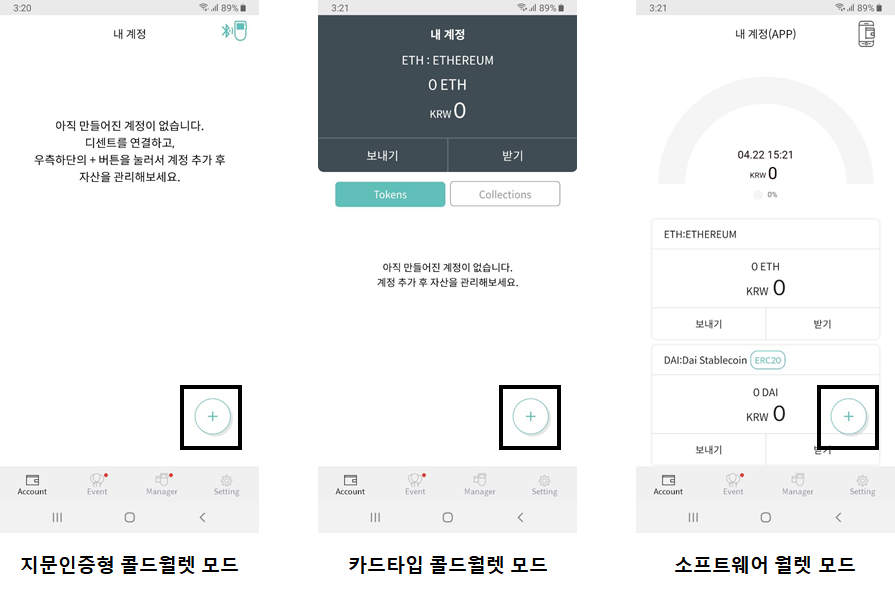 3:20
89%
내 계정
아직 만들어진 계정이 없습니다.
디센트를 연결하고,
우측하단의 + 버튼을 눌러서 계정 추가 후
자산을 관리해보세요.
+
Account
Event
Manager
Setting
지문인증형 콜드월렛 모드
3:21
89%
내 계정
ETH : ETHEREUM
0 ETH
KRW 0
보내기
받기
Tokens
Collections
아직 만들어진 계정이 없습니다.
계정 추가 후 자산을 관리해보세요.
+
Account
Event
Manager
Setting
카드타입 콜드월렛 모드
3:21
89%
내 계정(APP)
04.22 15:21
KRW 0
0%
ETH:ETHEREUM
0 ETH
KRW 0
보내기
받기
DAI:Dai Stablecoin ERC20
0 DAI
KRW 0
+
보내기
받기
Account
Event
Manager
Setting
소프트웨어 월렛 모드